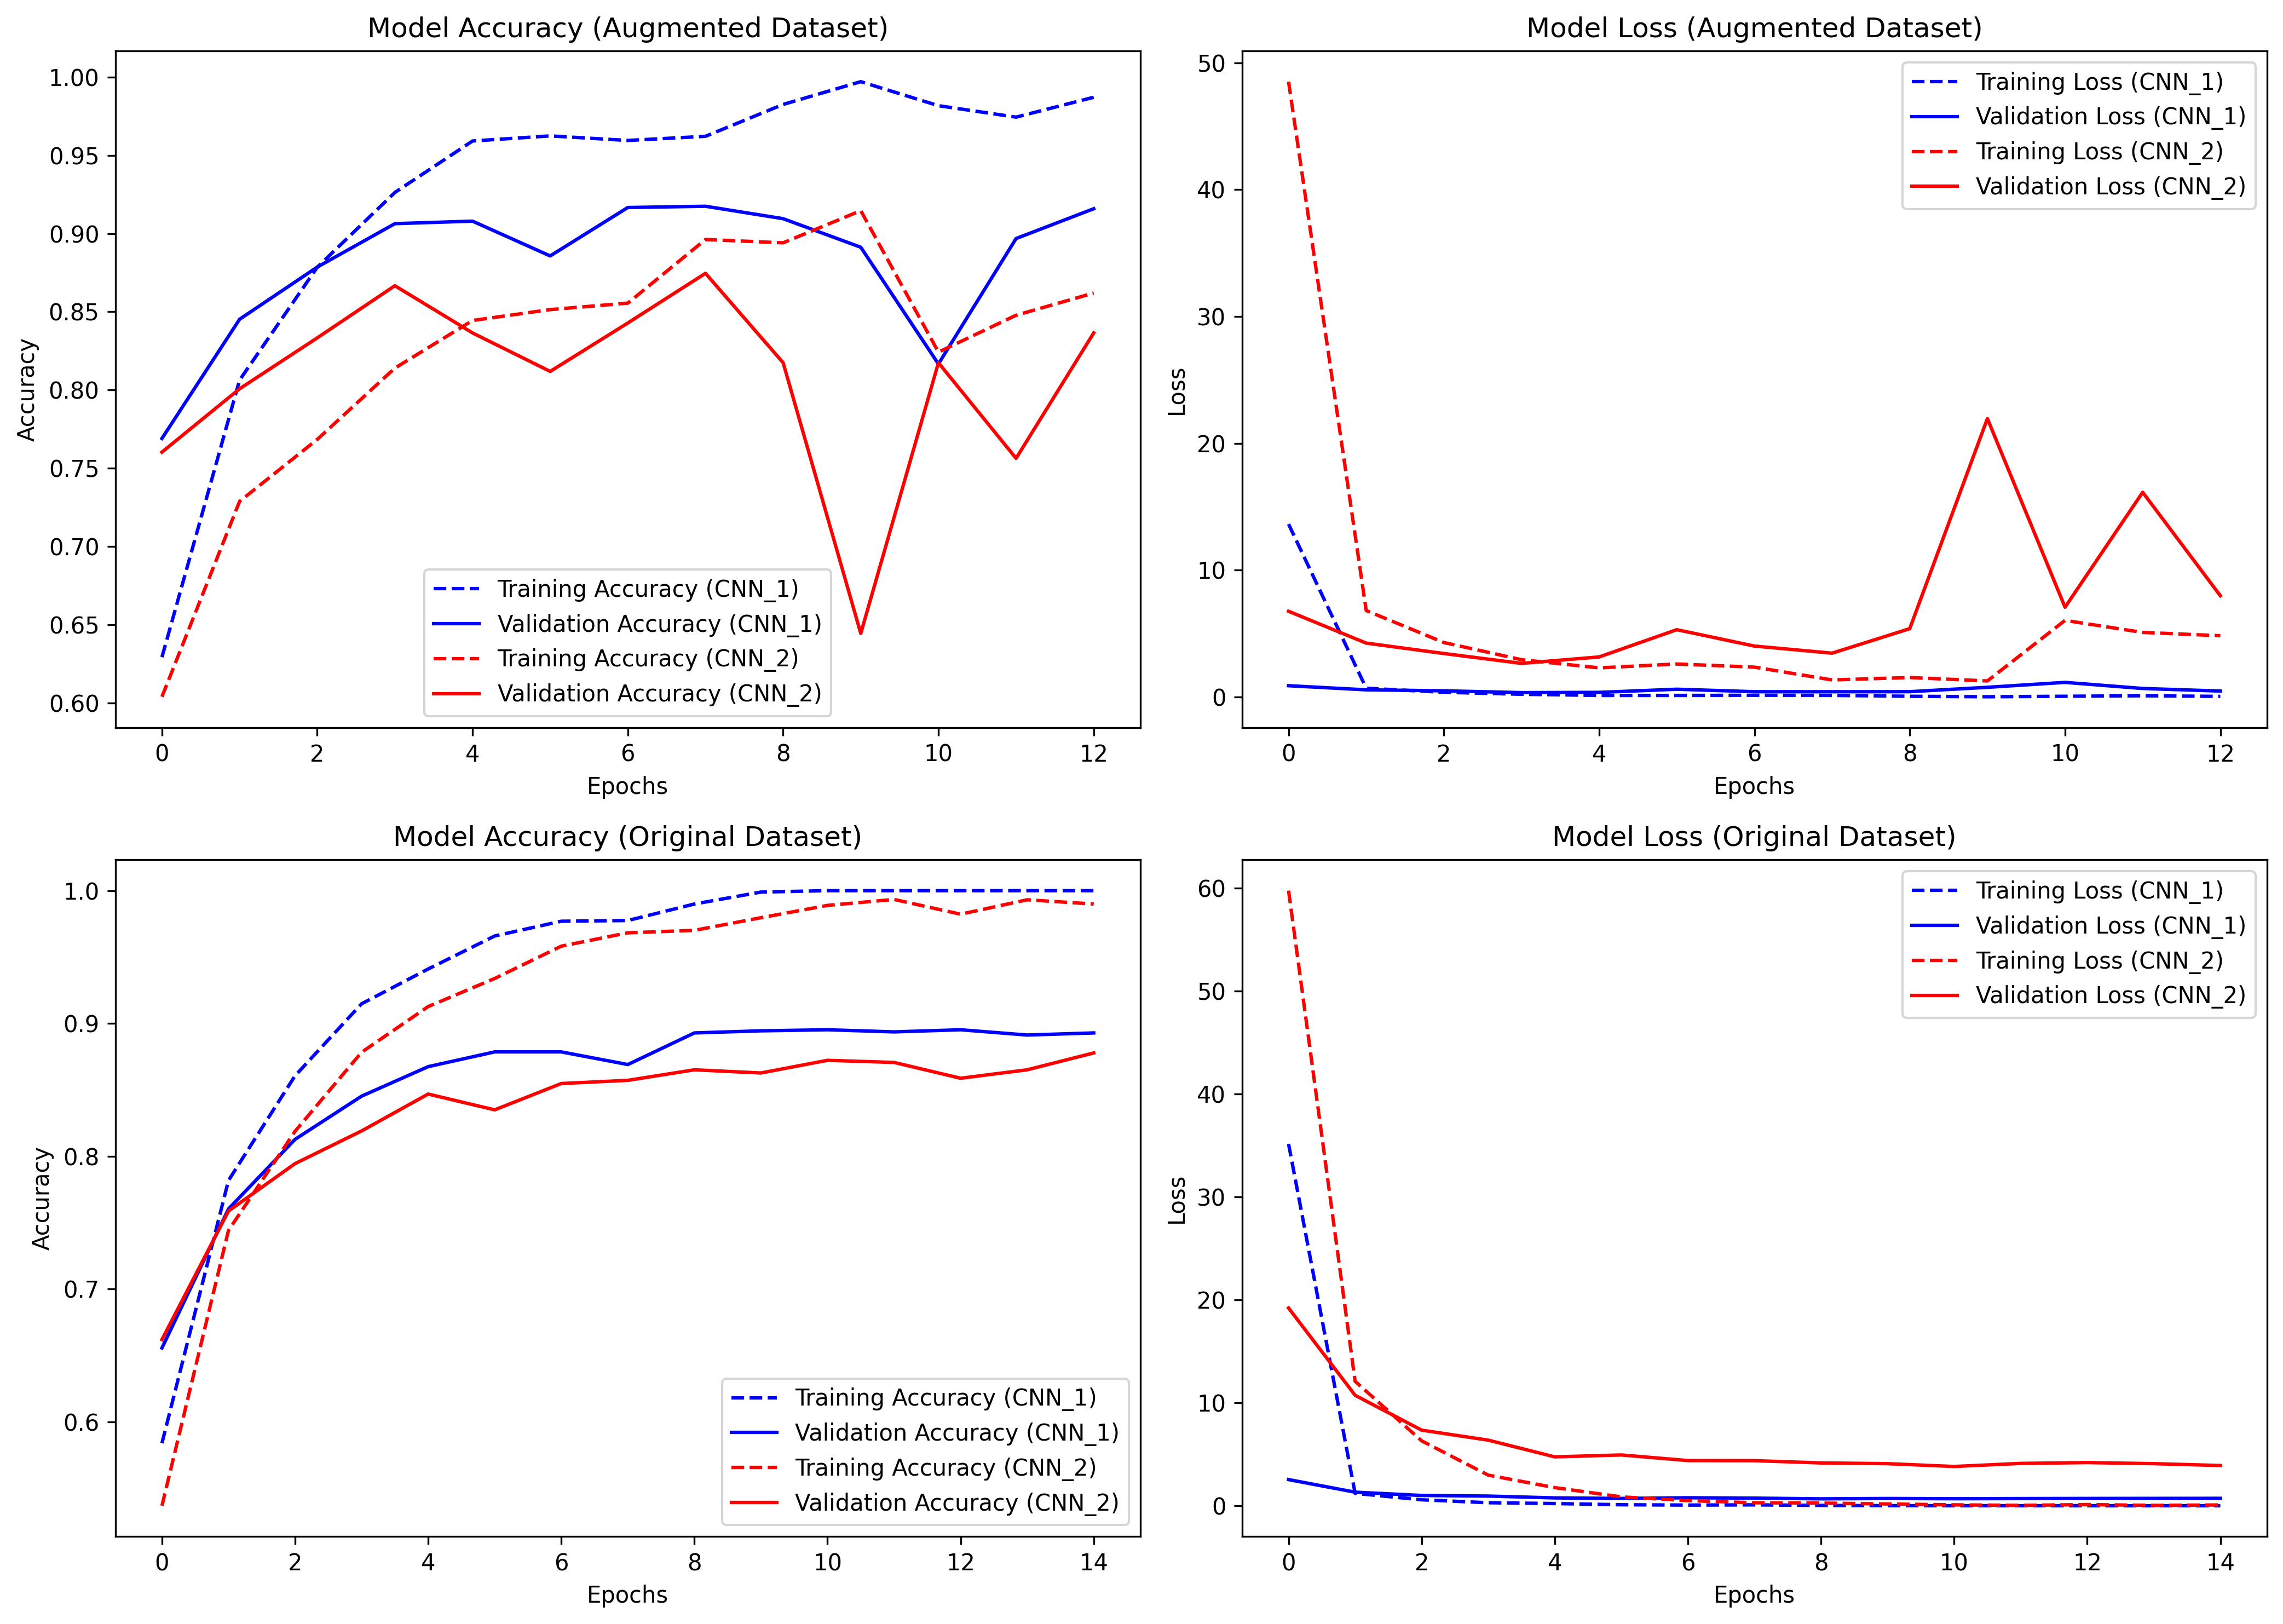 Model Accuracy (Augmented Dataset)
1.00
0.95
0.90
0.85
0.80
0.75
0.70
0.65
0.60
Accuracy
Training Accuracy (CNN_1)
Validation Accuracy (CNN_1)
Training Accuracy (CNN_2)
Validation Accuracy (CNN_2)
0 2 4 6 8 10 12
Epochs
Model Loss (Augmented Dataset)
50
40
30
20
10
0
Loss
Training Loss (CNN_1)
Validation Loss (CNN_1)
Training Loss (CNN_2)
Validation Loss (CNN_2)
0 2 4 6 8 10 12
Epochs
Model Accuracy (Original Dataset)
1.0
0.9
0.8
0.7
0.6
Accuracy
Training Accuracy (CNN_1)
Validation Accuracy (CNN_1)
Training Accuracy (CNN_2)
Validation Accuracy (CNN_2)
0 2 4 6 8 10 12 14
Epochs
Model Loss (Original Dataset)
60
50
40
30
20
10
0
Loss
Training Loss (CNN_1)
Validation Loss (CNN_1)
Training Loss (CNN_2)
Validation Loss (CNN_2)
0 2 4 6 8 10 12 14
Epochs